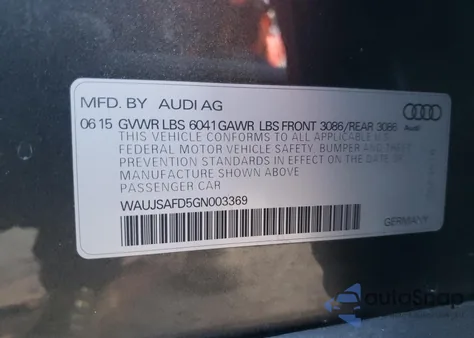 MFD. BY AUDI AG
06 15 GVWR LBS 6041 GAWR LBS FRONT 3086/REAR 3086 Audi
THIS VEHICLE CONFORMS TO ALL APPLICABLE U.S.
FEDERAL MOTOR VEHICLE SAFETY, BUMPER AND THEFT
PREVENTION STANDARDS IN EFFECT ON THE DATE OF
MANUFACTURE SHOWN ABOVE
PASSENGER CAR
WAUJSAFD5GN003369
GERMANY
autoSnap